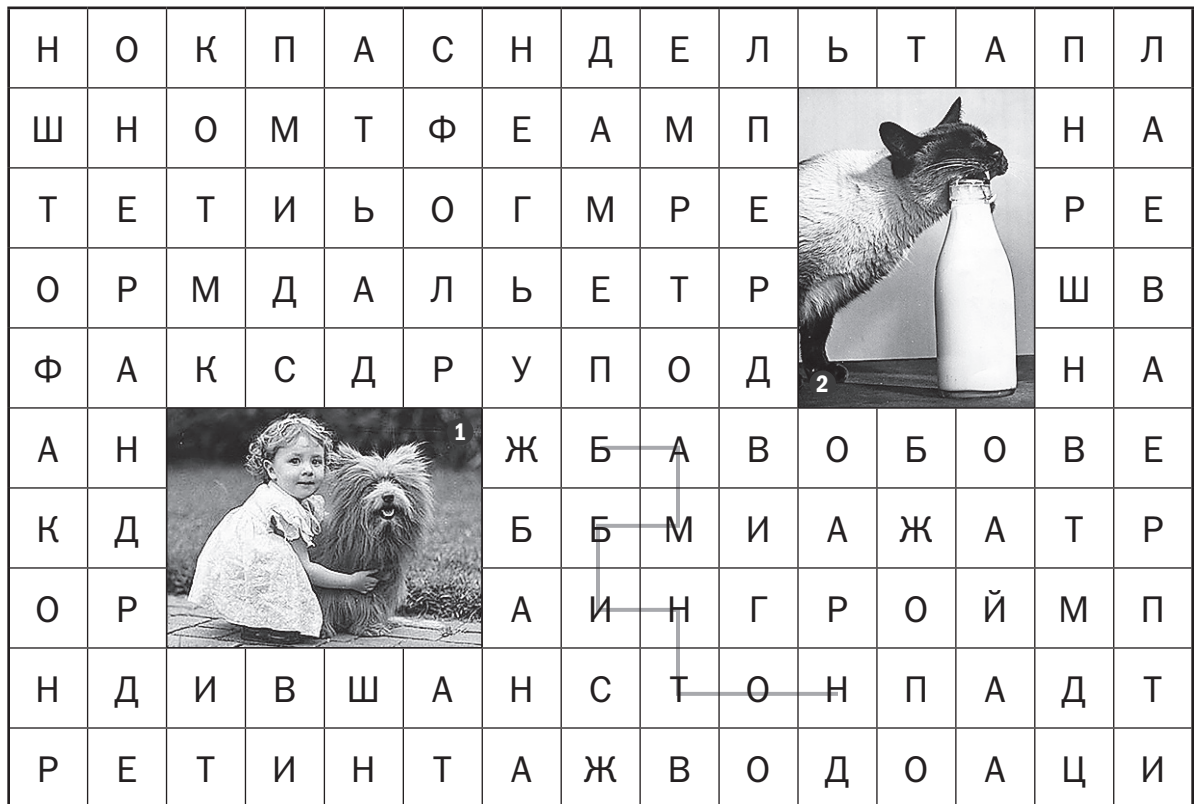 Н О К П А С Н Д Е Л Ь Т А П Л
Ш Н О М Т Ф Е А М П Н А
Т Е Т И Ь О Г М Р Е Р Е
О Р М Д А Л Ь Е Т Р Ш В
Ф А К С Д Р У П О Д 2 Н А
А Н 1 Ж Б А В О Б О В Е
К Д Б Б М И А Ж А Т Р
О Р А И Н Г Р О Й М П
Н Д И В Ш А Н С Т О Н П А Д Т
Р Е Т И Н Т А Ж В О Д О А Ц И